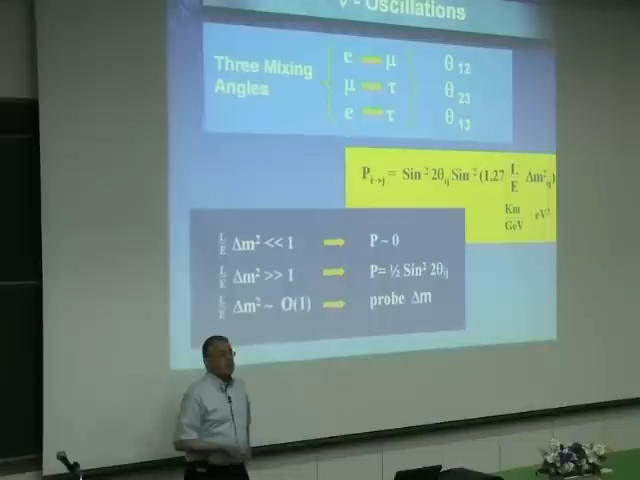 ν - Oscillations
Three Mixing Angles
e μ θ 12
μ τ θ 23
e τ θ 13
P i→j = Sin² 2θij Sin² (1.27 L/E Δm²ij)
Km/GeV eV²
L/E Δm² << 1 ➡ P ~ 0
L/E Δm² >> 1 ➡ P= ½ Sin² 2θij
L/E Δm² ~ O(1) ➡ probe Δm